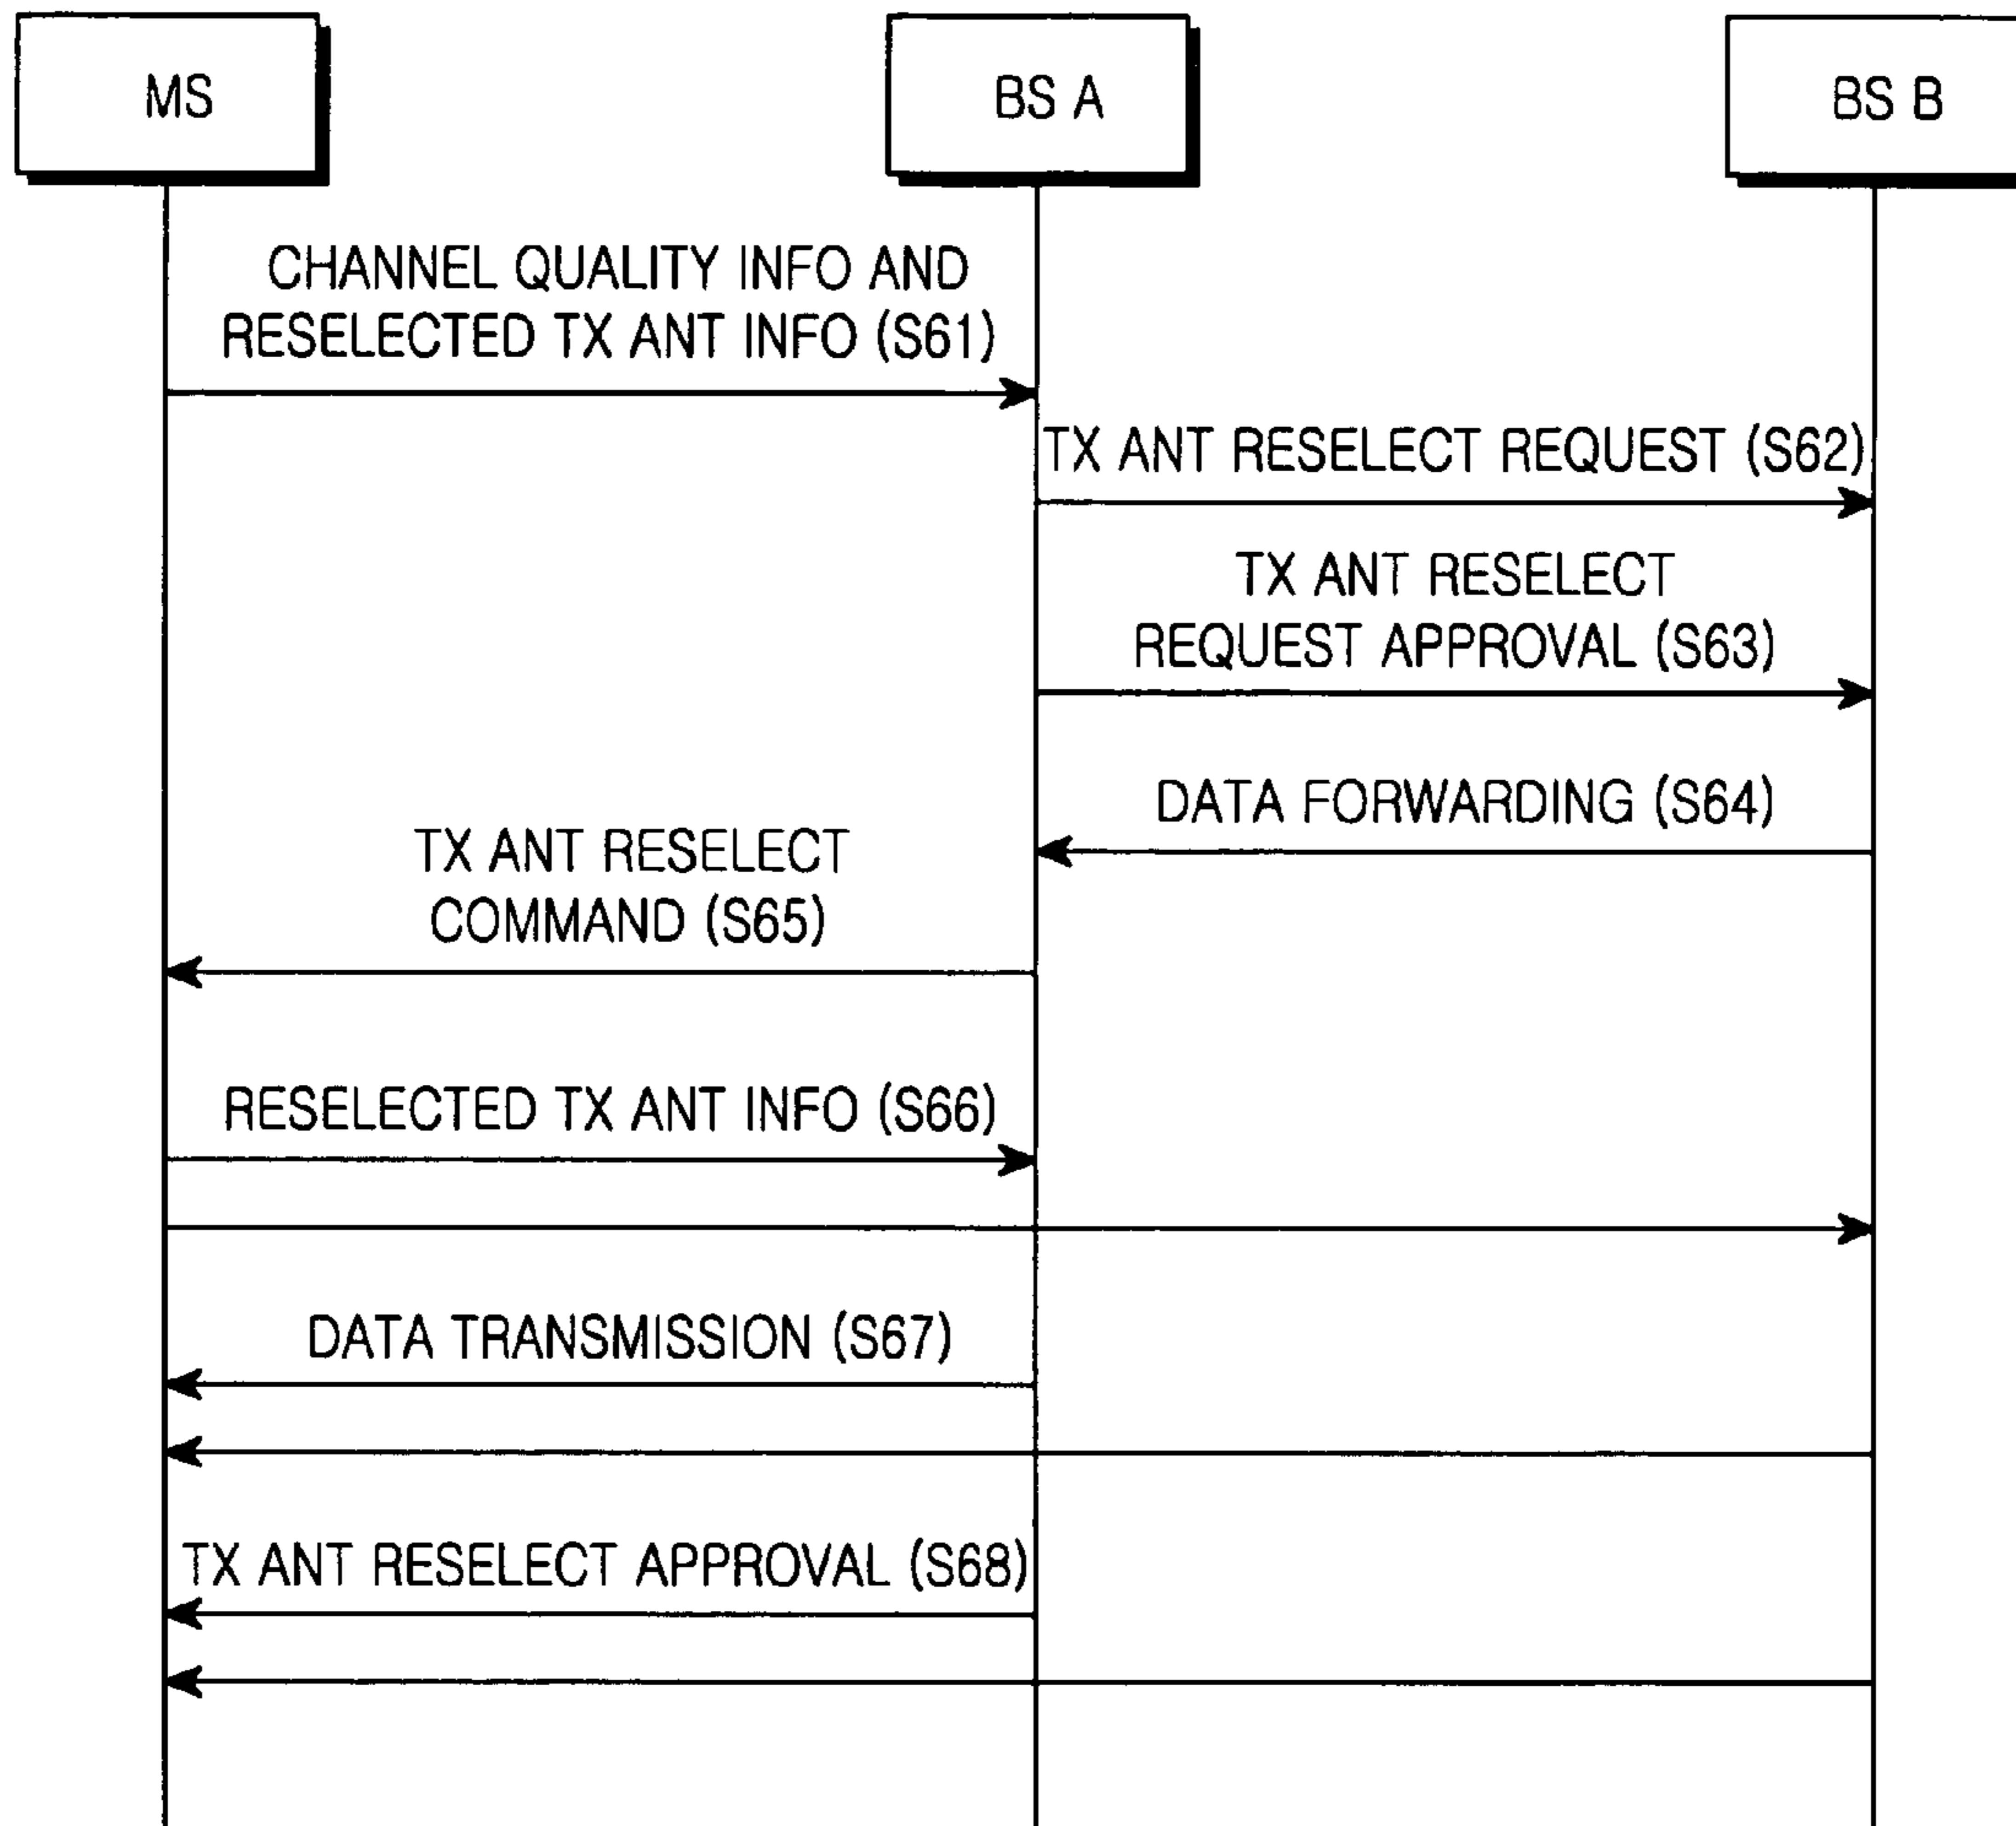 MS
BS A
BS B
CHANNEL QUALITY INFO AND
RESELECTED TX ANT INFO (S61)
TX ANT RESELECT REQUEST (S62)
TX ANT RESELECT
REQUEST APPROVAL (S63)
DATA FORWARDING (S64)
TX ANT RESELECT
COMMAND (S65)
RESELECTED TX ANT INFO (S66)
DATA TRANSMISSION (S67)
TX ANT RESELECT APPROVAL (S68)